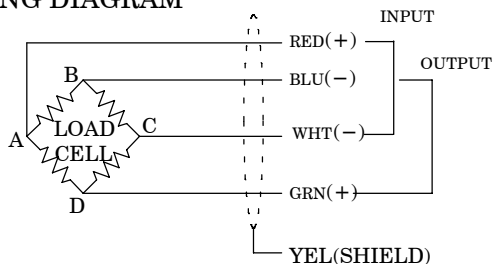 NG DIAGRAM
INPUT
RED(+)
OUTPUT
B
BLU(−)
A
LOAD
CELL
C
WHT(−)
D
GRN(+)
YEL(SHIELD)